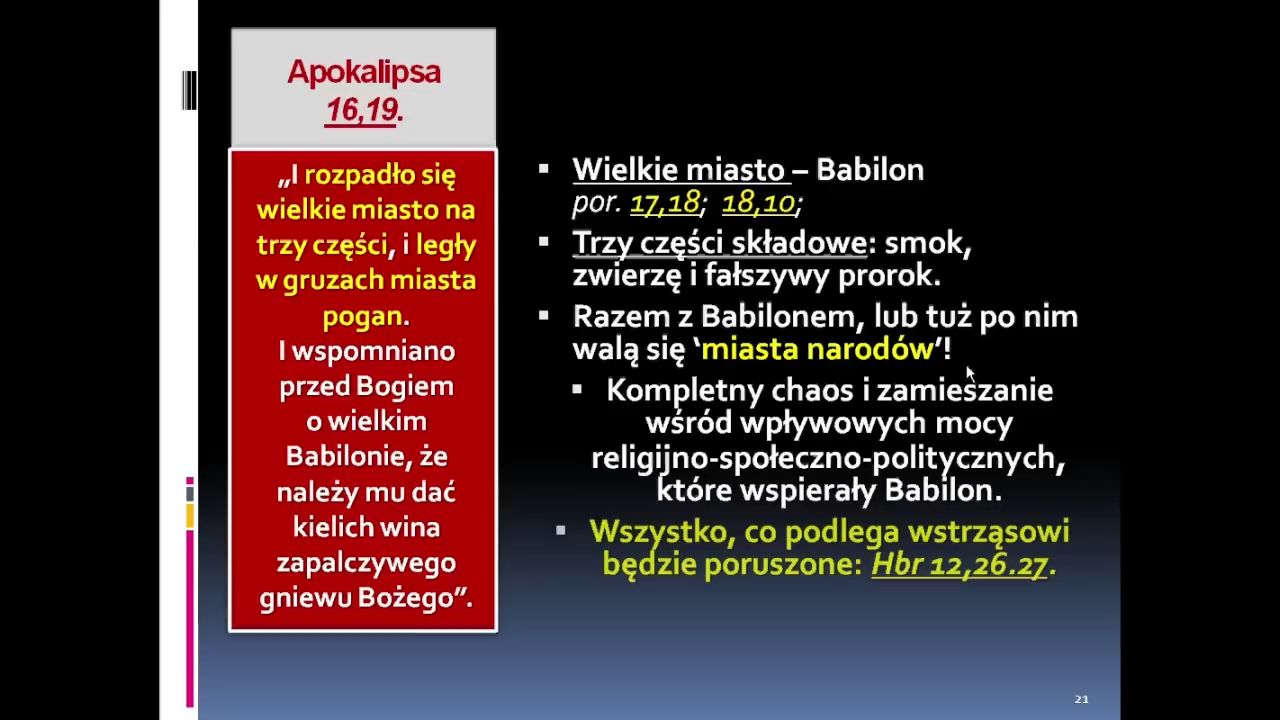 Apokalipsa
16,19.
„I rozpadło się
wielkie miasto na
trzy części, i legły
w gruzach miasta
pogan.
I wspomniano
przed Bogiem
o wielkim
Babilonie, że
należy mu dać
kielich wina
zapalczywego
gniewu Bożego”.
▪ Wielkie miasto – Babilon
por. 17,18; 18,10;
▪ Trzy części składowe: smok,
zwierzę i fałszywy prorok.
▪ Razem z Babilonem, lub tuż po nim
walą się ‘miasta narodów’!
▪ Kompletny chaos i zamieszanie
wśród wpływowych mocy
religijno-społeczno-politycznych,
które wspierały Babilon.
▪ Wszystko, co podlega wstrząsowi
będzie poruszone: Hbr 12,26.27.
21